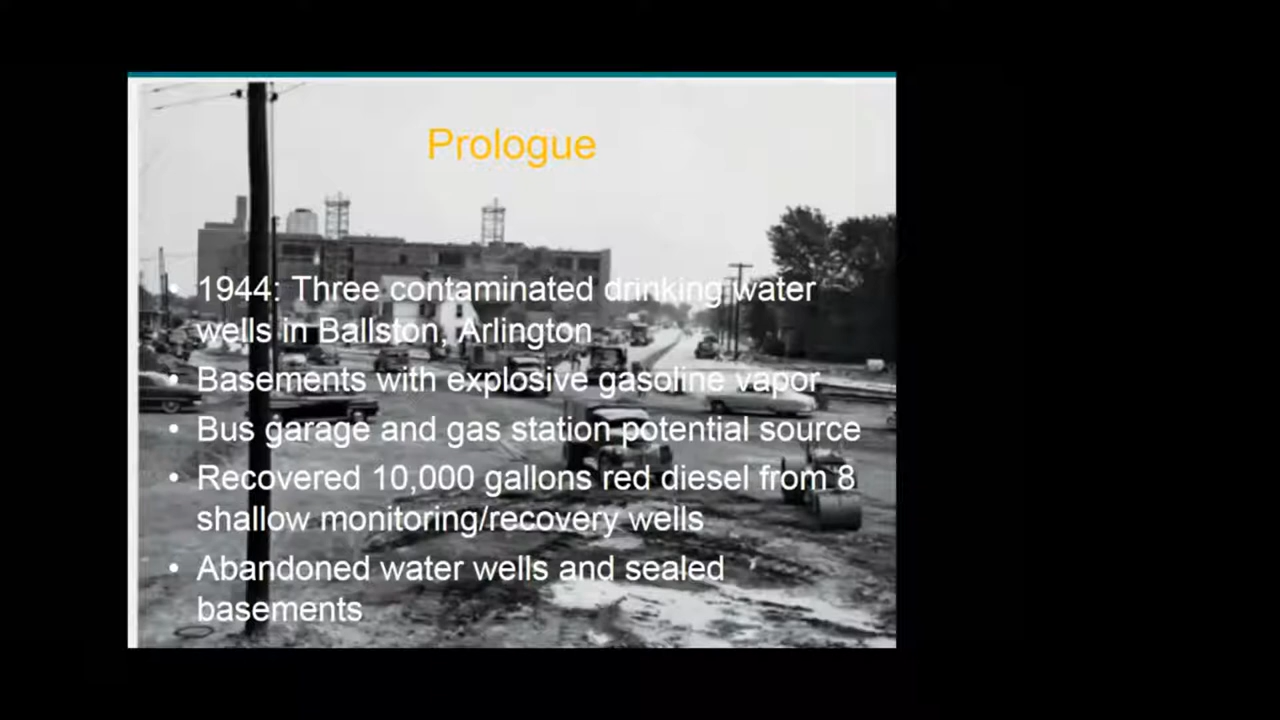 Prologue
• 1944: Three contaminated drinking water
wells in Ballston, Arlington
• Basements with explosive gasoline vapor
• Bus garage and gas station potential source
• Recovered 10,000 gallons red diesel from 8
shallow monitoring/recovery wells
• Abandoned water wells and sealed
basements